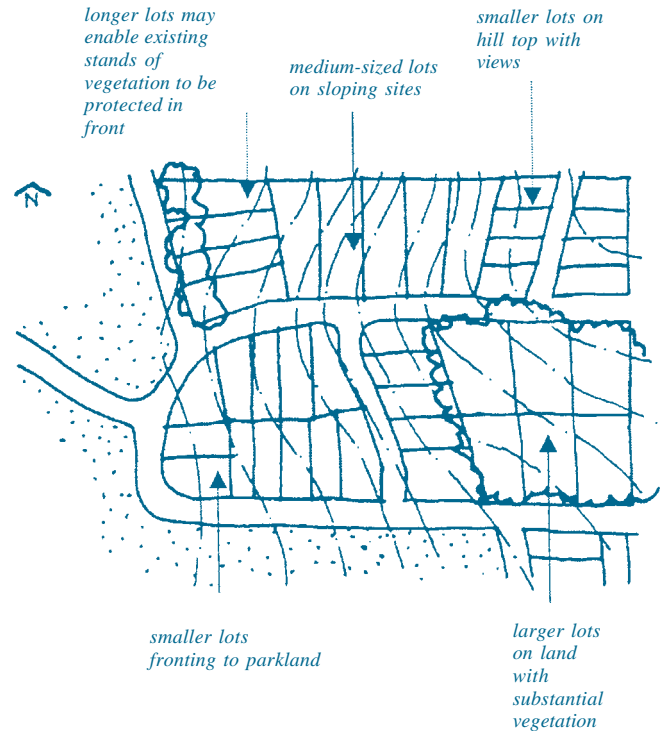 longer lots may
enable existing
stands of
vegetation to be
protected in
front
medium-sized lots
on sloping sites
smaller lots on
hill top with
views
N
smaller lots
fronting to parkland
larger lots
on land
with
substantial
vegetation